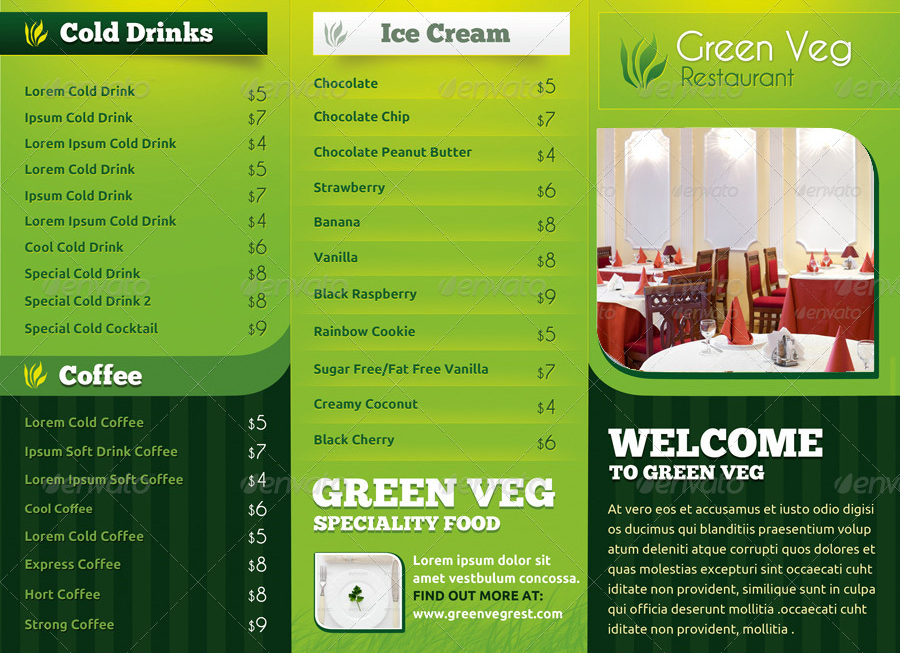 Cold Drinks
Lorem Cold Drink $5
Ipsum Cold Drink $7
Lorem Ipsum Cold Drink $4
Lorem Cold Drink $5
Ipsum Cold Drink $7
Lorem Ipsum Cold Drink $4
Cool Cold Drink $6
Special Cold Drink $8
Special Cold Drink 2 $8
Special Cold Cocktail $9
Coffee
Lorem Cold Coffee $5
Ipsum Soft Drink Coffee $7
Lorem Ipsum Soft Coffee $4
Cool Coffee $6
Lorem Cold Coffee $5
Express Coffee $8
Hort Coffee $8
Strong Coffee $9
Ice Cream
Chocolate $5
Chocolate Chip $7
Chocolate Peanut Butter $4
Strawberry $6
Banana $8
Vanilla $8
Black Raspberry $9
Rainbow Cookie $5
Sugar Free/Fat Free Vanilla $7
Creamy Coconut $4
Black Cherry $6
GREEN VEG
SPECIALITY FOOD
Lorem ipsum dolor sit
amet vestbulum concossa.
FIND OUT MORE AT:
www.greenvegrest.com
Green Veg
Restaurant
WELCOME
TO GREEN VEG
At vero eos et accusamus et iusto odio digisi
os ducimus qui blanditiis praesentium volup
atum deleniti atque corrupti quos dolores et
quas molestias excepturi sint occaecati cuht
iditate non provident, similique sunt in culpa
qui officia deserunt mollitia .occaecati cuht
iditate non provident, mollitia .
envato